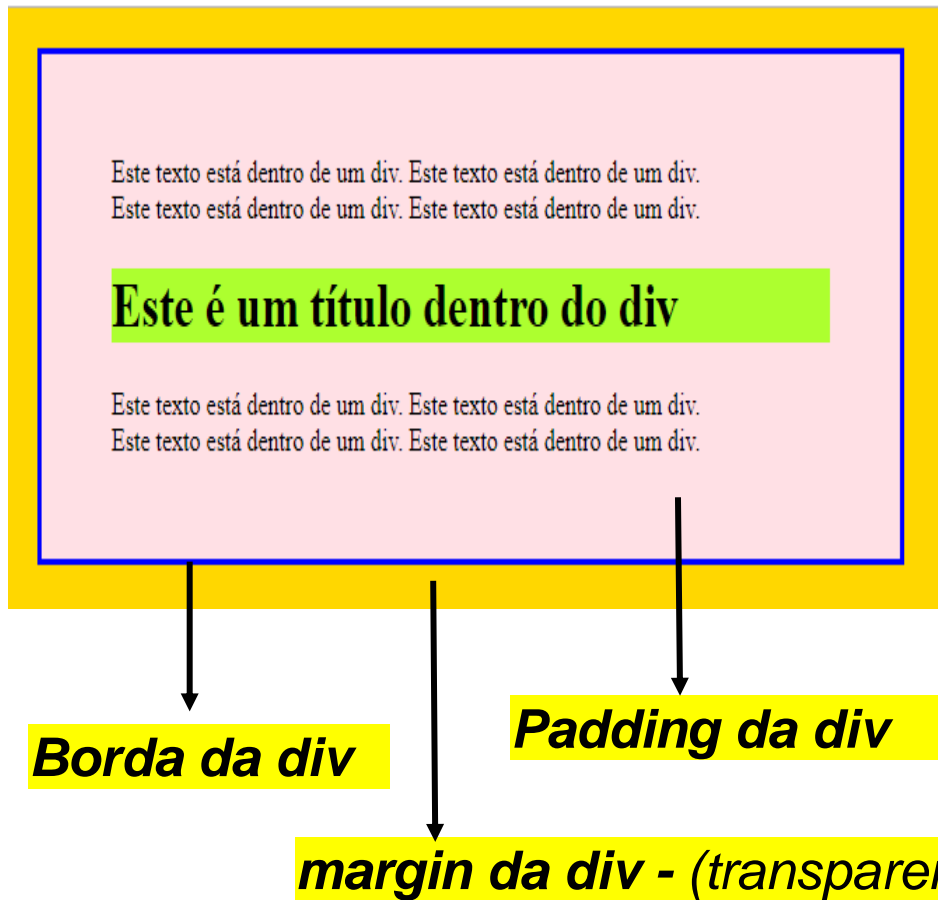 Este texto está dentro de um div. Este texto está dentro de um div.
Este texto está dentro de um div. Este texto está dentro de um div.
Este é um título dentro do div
Este texto está dentro de um div. Este texto está dentro de um div.
Este texto está dentro de um div. Este texto está dentro de um div.
Padding da div
Borda da div
margin da div -